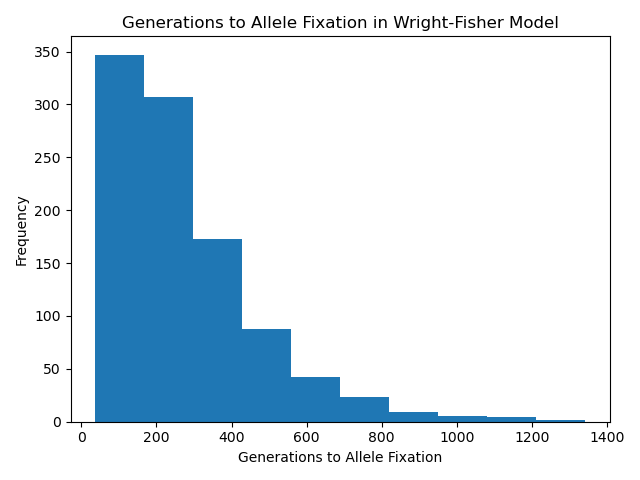 Generations to Allele Fixation in Wright-Fisher Model
350
300
250
200
150
100
50
0
Frequency
0 200 400 600 800 1000 1200 1400
Generations to Allele Fixation